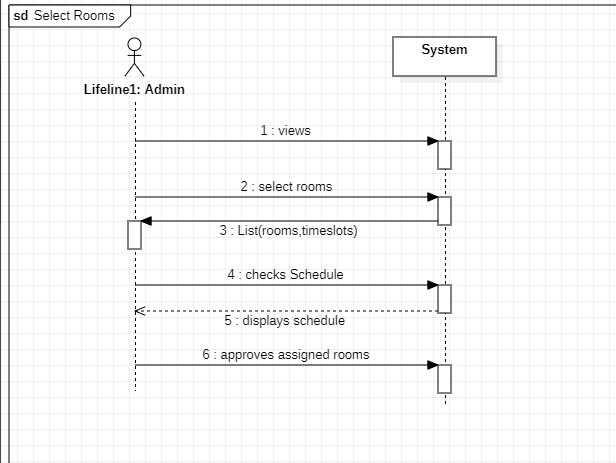 sd Select Rooms
System
Lifeline1: Admin
1 : views
2 : select rooms
3 : List(rooms,timeslots)
4 : checks Schedule
5 : displays schedule
6 : approves assigned rooms